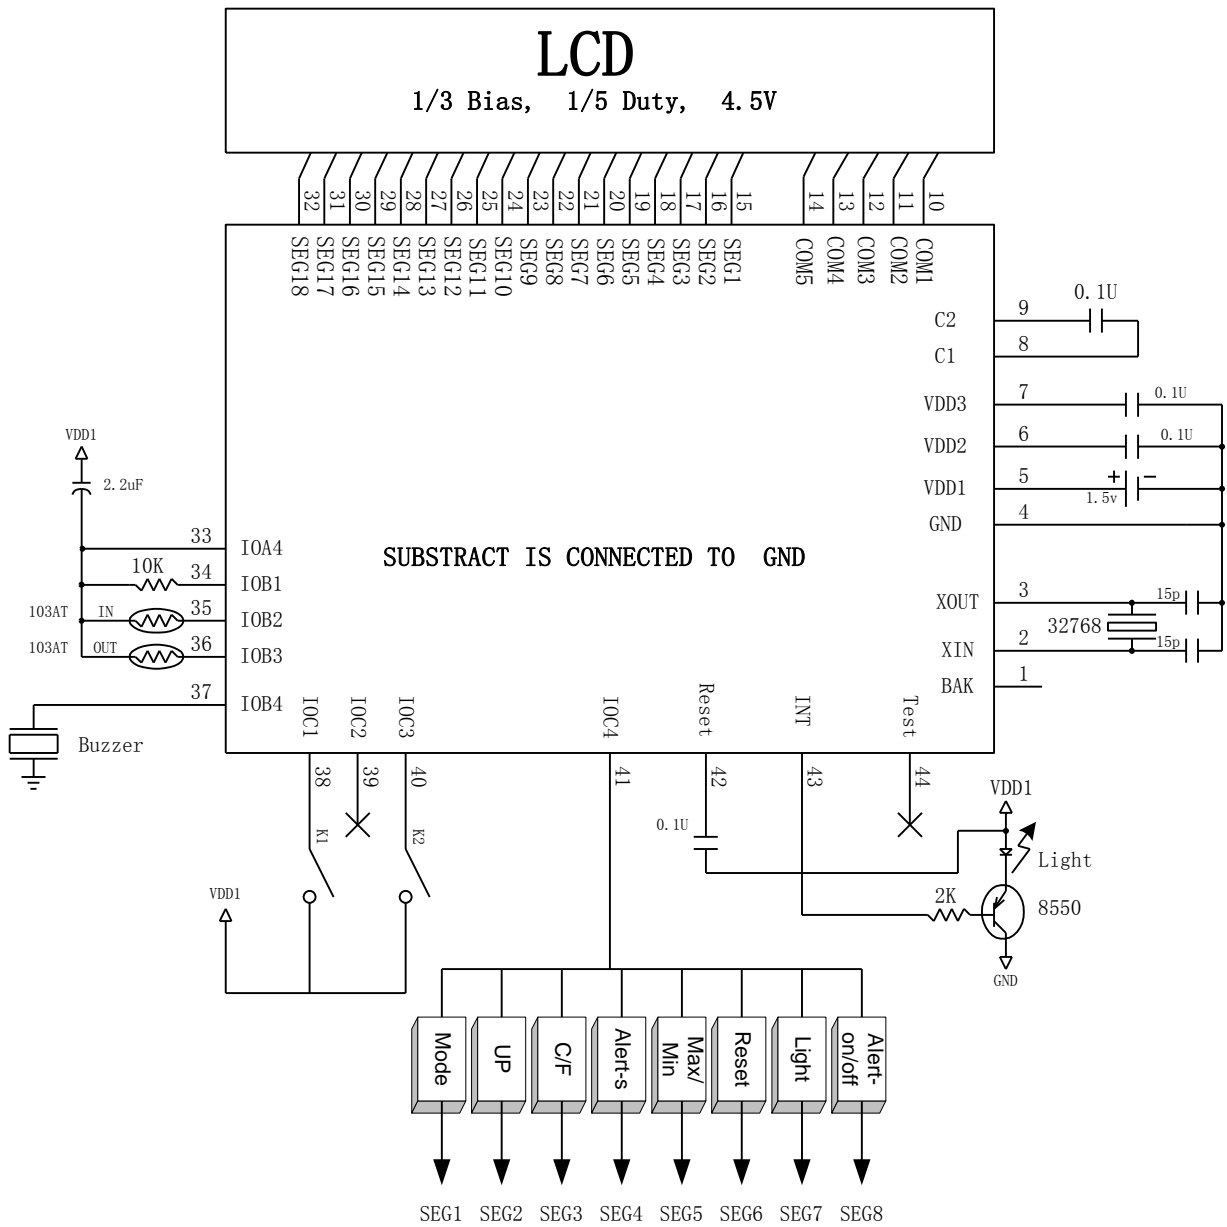 LCD
1/3 Bias, 1/5 Duty, 4.5V
32 31 30 29 28 27 26 25 24 23 22 21 20 19 18 17 16 15 14 13 12 11 10
SEG18 SEG17 SEG16 SEG15 SEG14 SEG13 SEG12 SEG11 SEG10 SEG9 SEG8 SEG7 SEG6 SEG5 SEG4 SEG3 SEG2 SEG1 COM5 COM4 COM3 COM2 COM1
0.1U
C2 9
C1 8
VDD3 7 0.1U
VDD2 6 0.1U
VDD1 5 + −
1.5v
GND 4
VDD1
2.2uF
33 IOA4
SUBSTRACT IS CONNECTED TO GND
10K 34 IOB1
103AT IN 35 IOB2
103AT OUT 36 IOB3
37 IOB4
Buzzer
XOUT 3 15p
32768
XIN 2 15p
BAK 1
IOC1 IOC2 IOC3 IOC4 Reset INT Test
38 39 40 41 42 43 44
K1 K2
VDD1
0.1U
VDD1
Light
2K
8550
GND
Mode UP C/F Alert-s Max/
Min Reset Light Alert-
on/off
SEG1 SEG2 SEG3 SEG4 SEG5 SEG6 SEG7 SEG8